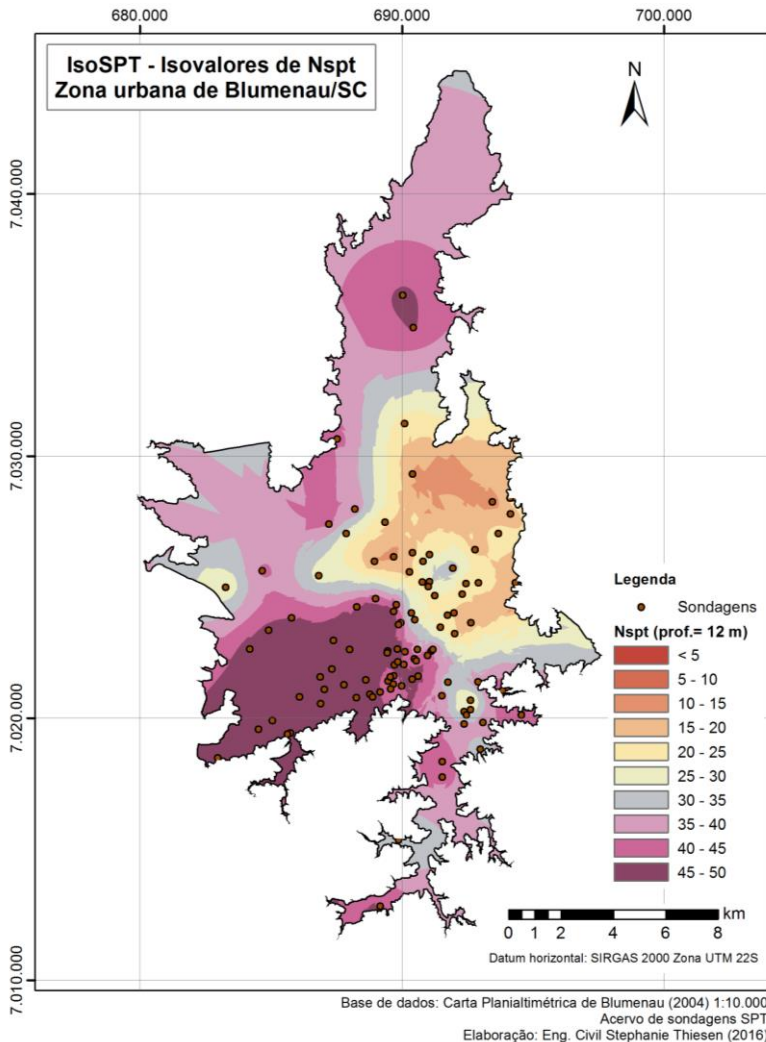 680.000
690.000
700.000
IsoSPT - Isovalores de Nspt
Zona urbana de Blumenau/SC
N
7.040.000
7.030.000
7.020.000
7.010.000
Legenda
Sondagens
Nspt (prof.= 12 m)
< 5
5 - 10
10 - 15
15 - 20
20 - 25
25 - 30
30 - 35
35 - 40
40 - 45
45 - 50
km
0 1 2 4 6 8
Datum horizontal: SIRGAS 2000 Zona UTM 22S
Base de dados: Carta Planialtimétrica de Blumenau (2004) 1:10.000
Acervo de sondagens SPT
Elaboração: Eng. Civil Stephanie Thiesen (2016)